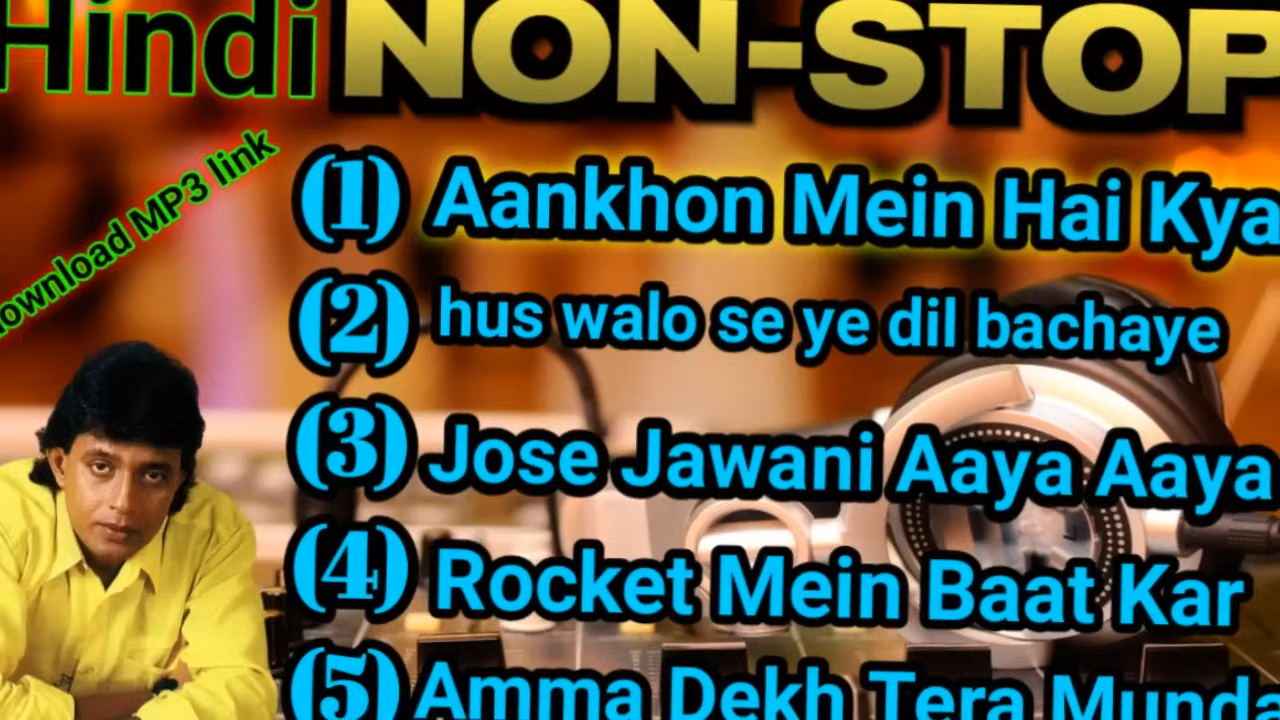 Hindi NON-STOP
download MP3 link
(1) Aankhon Mein Hai Kya
(2) hus walo se ye dil bachaye
(3) Jose Jawani Aaya Aaya
(4) Rocket Mein Baat Kar
(5) Amma Dekh Tera Munda